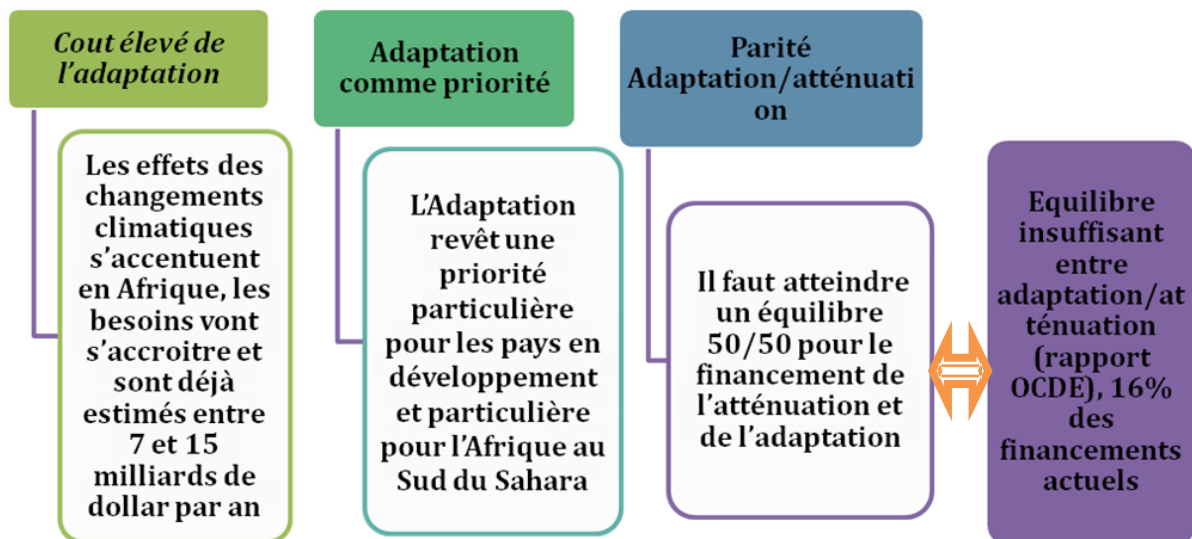 Cout élevé de
l’adaptation
Les effets des
changements
climatiques
s’accentuent
en Afrique, les
besoins vont
s’accroitre et
sont déjà
estimés entre
7 et 15
milliards de
dollar par an
Adaptation
comme priorité
L’Adaptation
revêt une
priorité
particulière
pour les pays en
développement
et particulière
pour l’Afrique au
Sud du Sahara
Parité
Adaptation/atténuati
on
Il faut atteindre
un équilibre
50/50 pour le
financement de
l’atténuation et
de l’adaptation
Equilibre
insuffisant
entre
adaptation/at
ténuation
(rapport
OCDE), 16%
des
financements
actuels